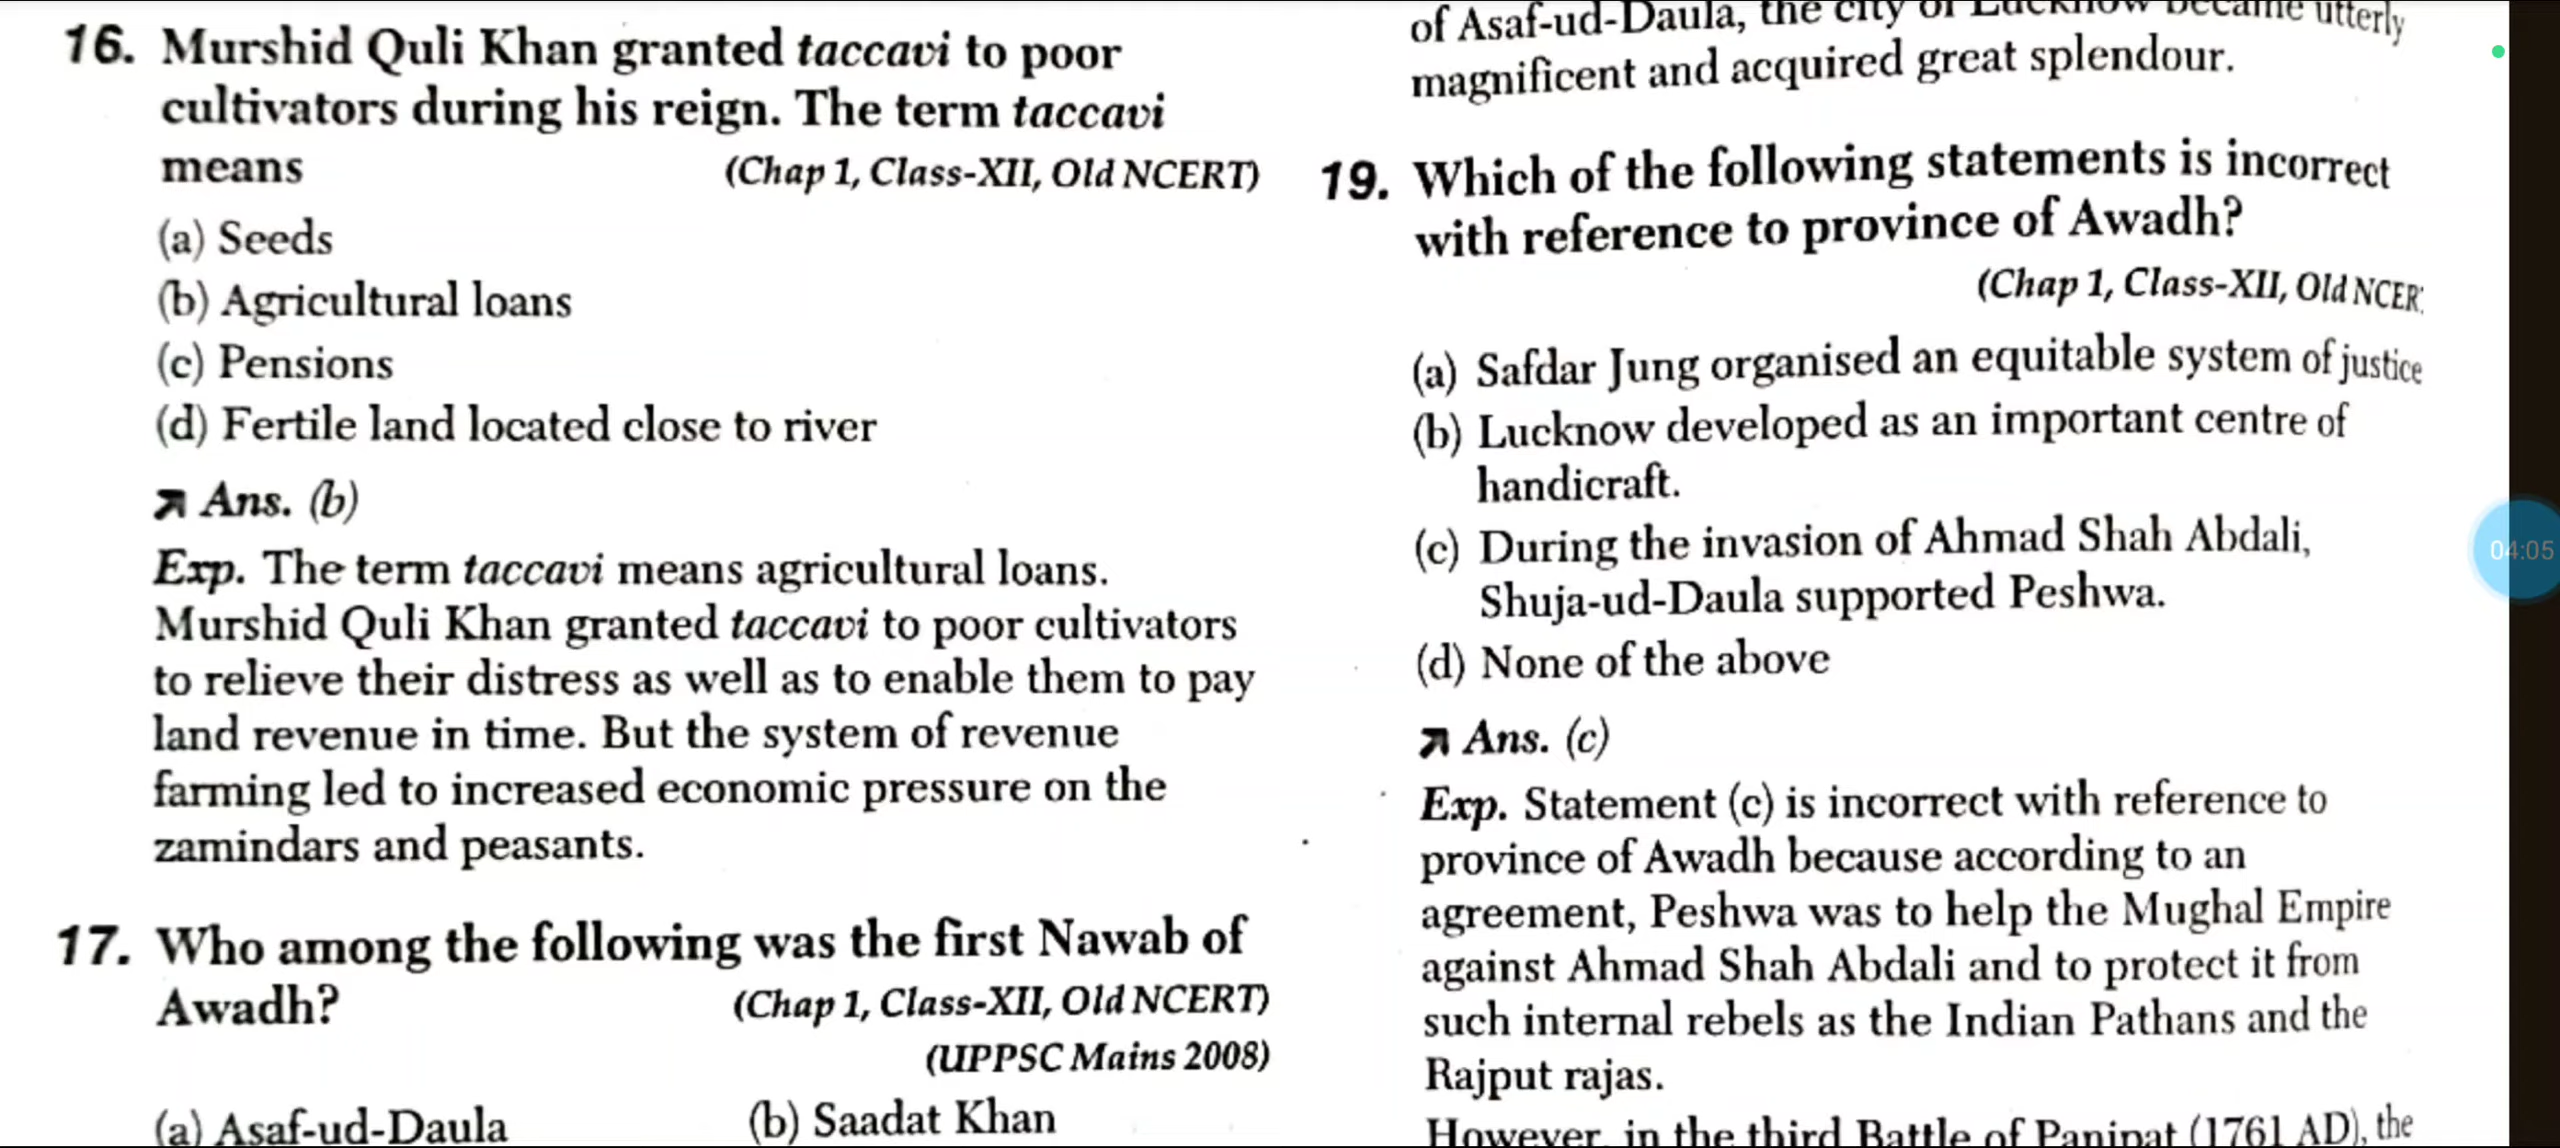 16. Murshid Quli Khan granted taccavi to poor
cultivators during his reign. The term taccavi
means (Chap 1, Class-XII, Old NCERT)
(a) Seeds
(b) Agricultural loans
(c) Pensions
(d) Fertile land located close to river
Ans. (b)
Exp. The term taccavi means agricultural loans.
Murshid Quli Khan granted taccavi to poor cultivators
to relieve their distress as well as to enable them to pay
land revenue in time. But the system of revenue
farming led to increased economic pressure on the
zamindars and peasants.
17. Who among the following was the first Nawab of
Awadh? (Chap 1, Class-XII, Old NCERT)
(UPPSC Mains 2008)
(a) Asaf-ud-Daula (b) Saadat Khan
of Asaf-ud-Daula, the city of Lucknow became utterly
magnificent and acquired great splendour.
19. Which of the following statements is incorrect
with reference to province of Awadh?
(Chap 1, Class-XII, Old NCER
(a) Safdar Jung organised an equitable system of justice
(b) Lucknow developed as an important centre of
handicraft.
(c) During the invasion of Ahmad Shah Abdali,
Shuja-ud-Daula supported Peshwa.
(d) None of the above
Ans. (c)
Exp. Statement (c) is incorrect with reference to
province of Awadh because according to an
agreement, Peshwa was to help the Mughal Empire
against Ahmad Shah Abdali and to protect it from
such internal rebels as the Indian Pathans and the
Rajput rajas.
However, in the third Battle of Panipat (1761 AD), the
04:05